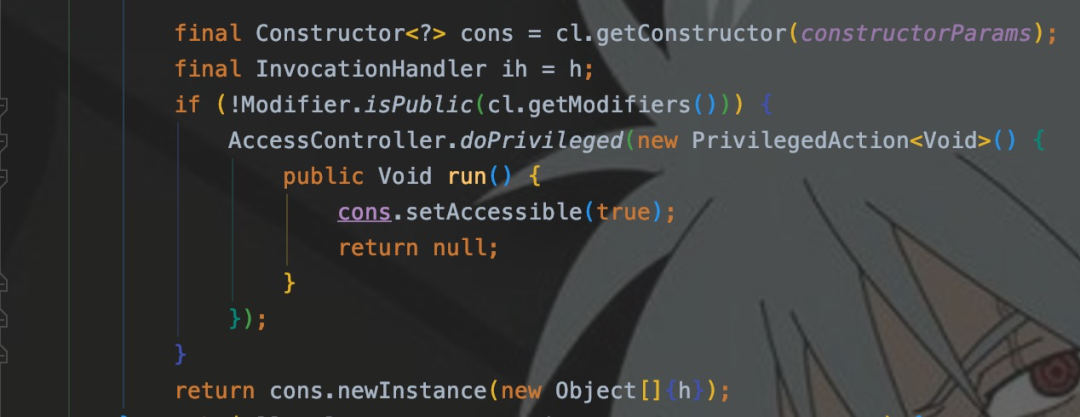 final Constructor<?> cons = cl.getConstructor(constructorParams);
final InvocationHandler ih = h;
if (!Modifier.isPublic(cl.getModifiers())) {
AccessController.doPrivileged(new PrivilegedAction<Void>() {
public Void run() {
cons.setAccessible(true);
return null;
}
});
}
return cons.newInstance(new Object[]{h});